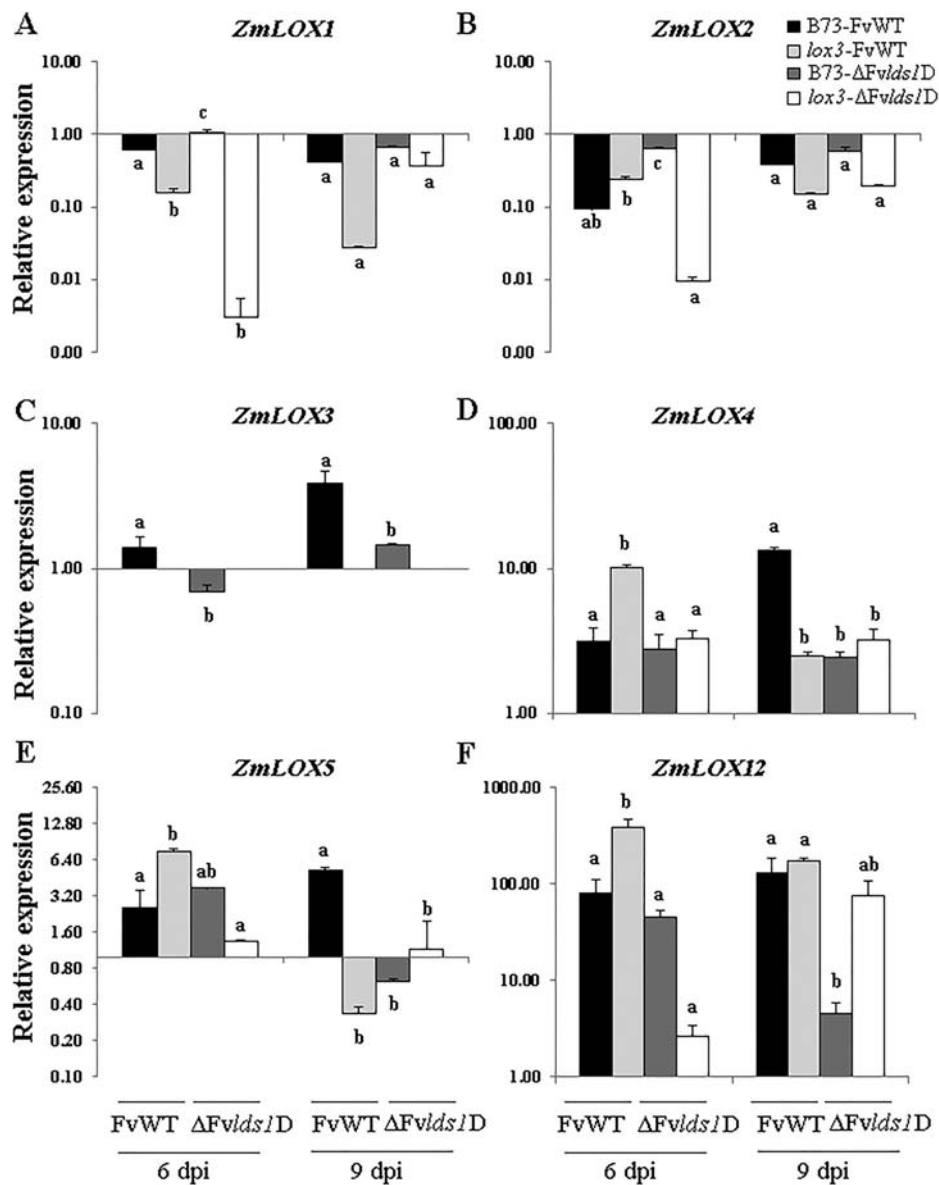 A
ZmLOX1
B
ZmLOX2
B73-FvWT
lox3-FvWT
B73-ΔFvlds1D
lox3-ΔFvlds1D
Relative expression
10.00
1.00
0.10
0.01
0.00
a
b
c
b
a
a
a
a
10.00
1.00
0.10
0.01
0.00
ab
b
c
a
a
a
a
a
C
ZmLOX3
D
ZmLOX4
Relative expression
10.00
1.00
0.10
a
b
a
b
100.00
10.00
1.00
a
b
a
a
a
b
b
b
E
ZmLOX5
F
ZmLOX12
Relative expression
25.60
12.80
6.40
3.20
1.60
0.80
0.40
0.20
0.10
a
b
ab
a
a
b
b
b
1000.00
100.00
10.00
1.00
a
b
a
a
a
a
b
ab
FvWT ΔFvlds1D FvWT ΔFvlds1D
6 dpi 9 dpi
FvWT ΔFvlds1D FvWT ΔFvlds1D
6 dpi 9 dpi